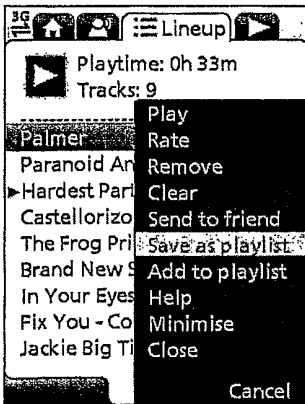 3G
Lineup
Playtime: 0h 33m
Tracks: 9
Palmer
Paranoid An
Hardest Part
Castellorizo
The Frog Pri
Brand New S
In Your Eyes
Fix You - Co
Jackie Big Ti
Play
Rate
Remove
Clear
Send to friend
Save as playlist
Add to playlist
Help
Minimise
Close
Cancel